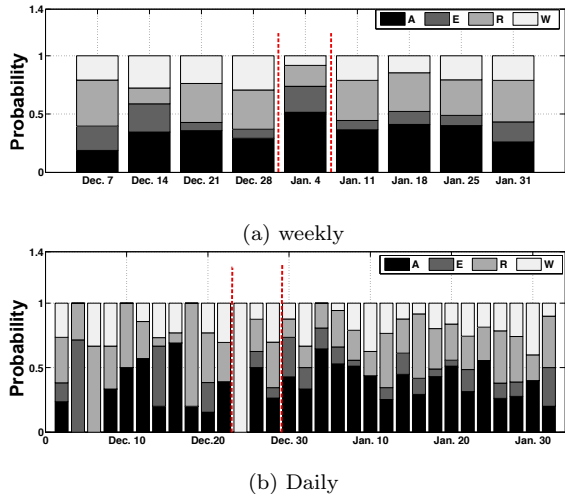 1.4
A E R W
1
Probability
0.5
0
Dec. 7 Dec. 14 Dec. 21 Dec. 28 Jan. 4 Jan. 11 Jan. 18 Jan. 25 Jan. 31
(a) weekly
1.4
A E R W
1
Probability
0.5
0
0 Dec. 10 Dec.20 Dec. 30 Jan. 10 Jan. 20 Jan. 30
(b) Daily